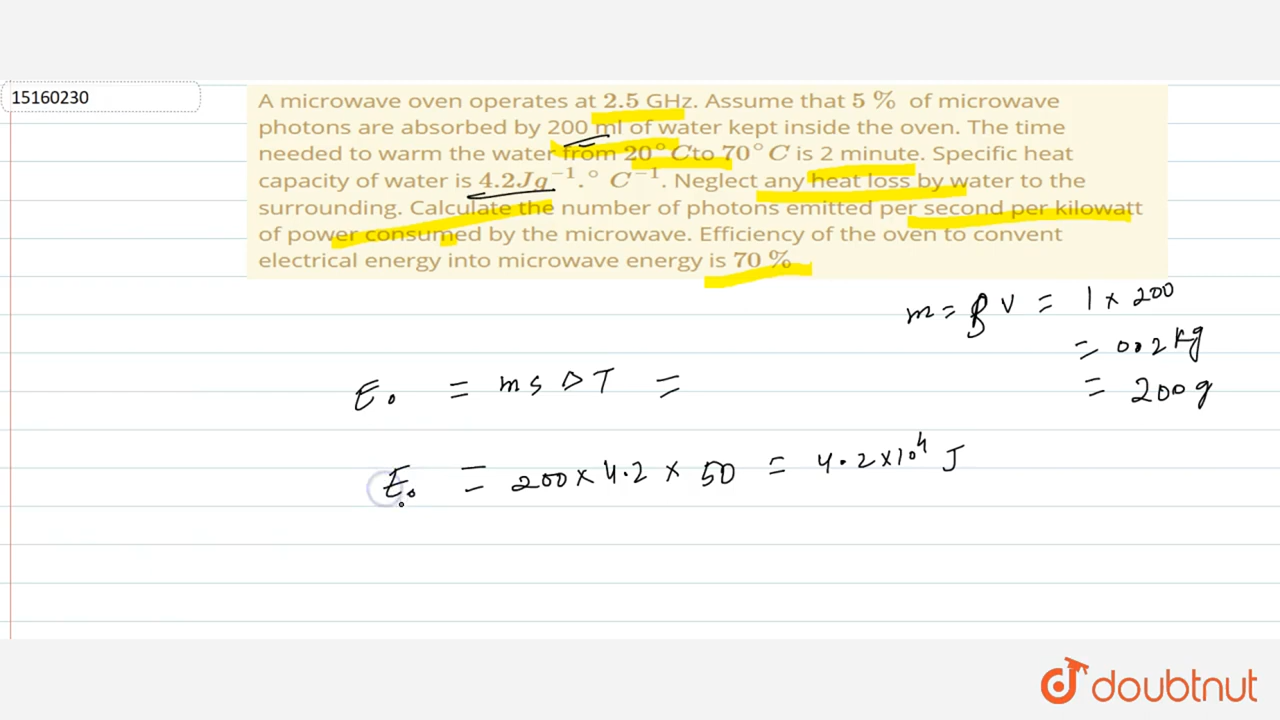 15160230
A microwave oven operates at 2.5 GHz. Assume that 5 % of microwave
photons are absorbed by 200 ml of water kept inside the oven. The time
needed to warm the water from 20°C to 70°C is 2 minute. Specific heat
capacity of water is 4.2Jg⁻¹.°C⁻¹. Neglect any heat loss by water to the
surrounding. Calculate the number of photons emitted per second per kilowatt
of power consumed by the microwave. Efficiency of the oven to convent
electrical energy into microwave energy is 70 %
m = ρ V = 1 × 200
= 0.2 kg
= 200 g
E₀ = m s Δ T =
E₀ = 200 × 4.2 × 50 = 4.2 × 10⁴ J
doubtnut